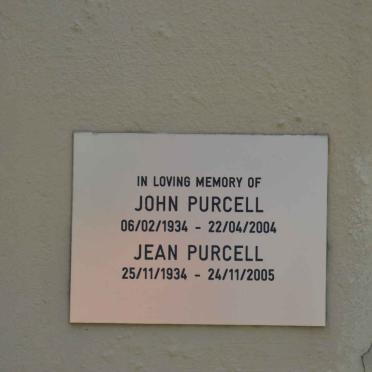 IN LOVING MEMORY OF
JOHN PURCELL
06/02/1934 - 22/04/2004
JEAN PURCELL
25/11/1934 - 24/11/2005